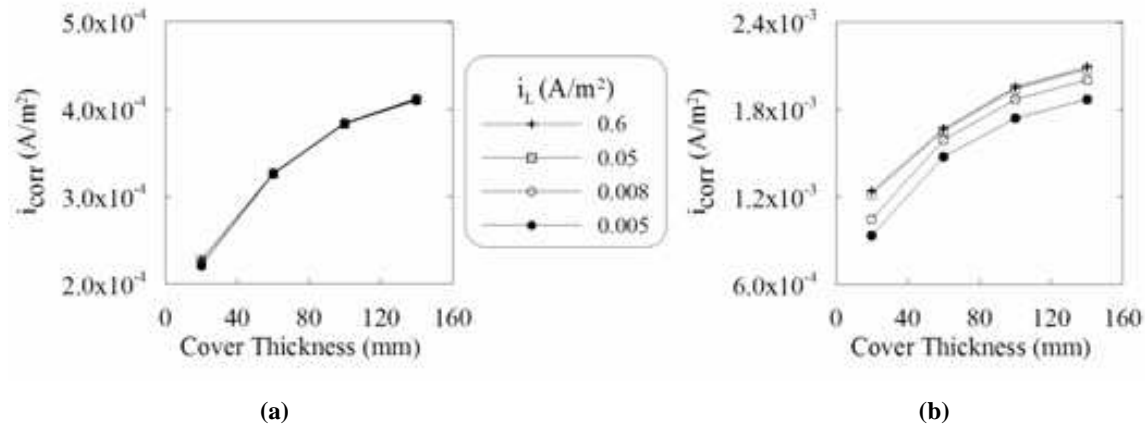 5.0x10⁻⁴
4.0x10⁻⁴
3.0x10⁻⁴
2.0x10⁻⁴
i_corr (A/m²)
0 40 80 120 160
Cover Thickness (mm)
(a)
i_L (A/m²)
0.6
0.05
0.008
0.005
2.4x10⁻³
1.8x10⁻³
1.2x10⁻³
6.0x10⁻⁴
i_corr (A/m²)
0 40 80 120 160
Cover Thickness (mm)
(b)